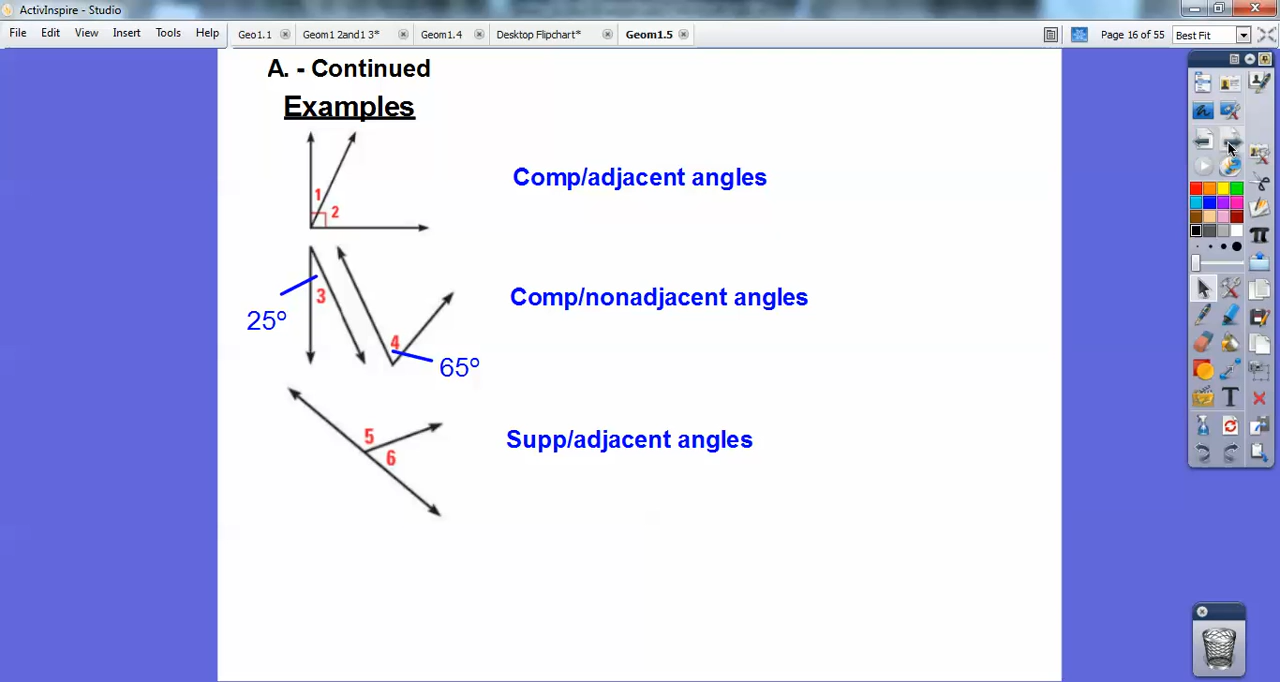 ActivInspire - Studio
File Edit View Insert Tools Help
Geo1.1 Geom1 2and1 3* Geom1.4 Desktop Flipchart* Geom1.5
Page 16 of 55 Best Fit
A. - Continued
Examples
1
2
Comp/adjacent angles
3
25º
4
65º
Comp/nonadjacent angles
5
6
Supp/adjacent angles